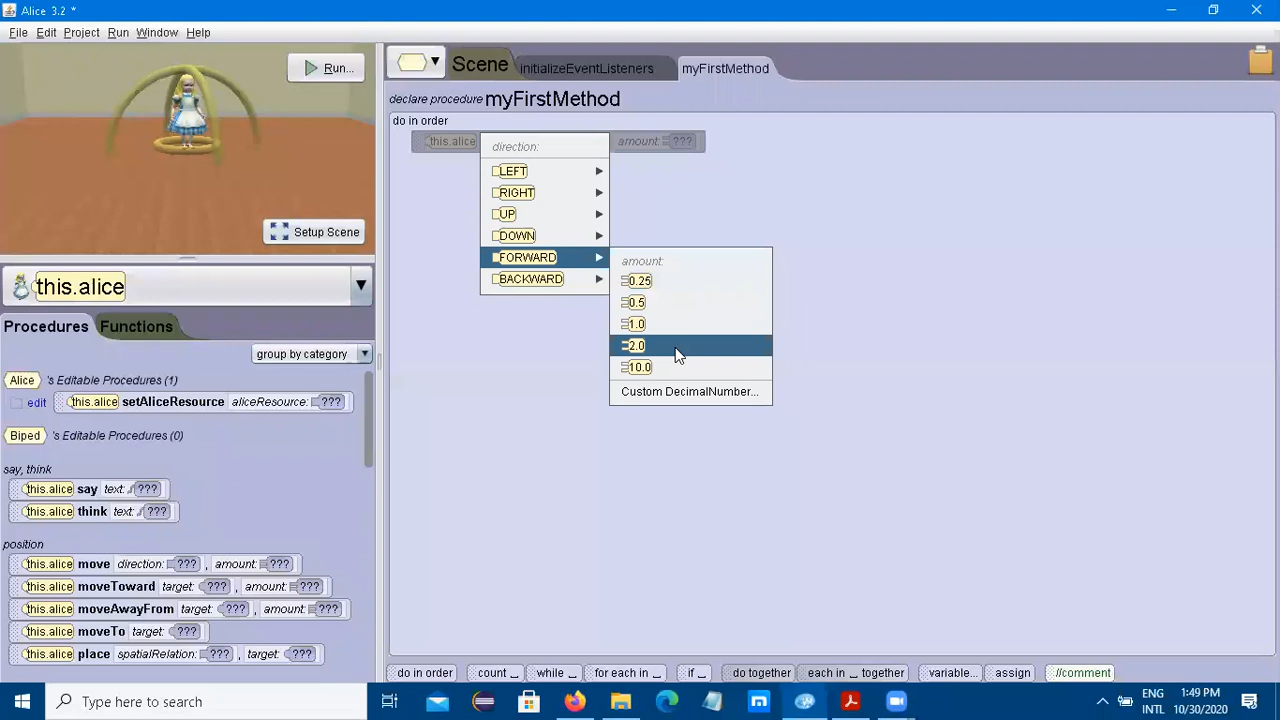 Alice 3.2 *
File Edit Project Run Window Help
Run...
Setup Scene
Scene initializeEventListeners myFirstMethod
declare procedure myFirstMethod
do in order
this.alice amount: ???
direction:
LEFT
RIGHT
UP
DOWN
FORWARD
BACKWARD
amount:
0.25
0.5
1.0
2.0
10.0
Custom DecimalNumber...
this.alice
Procedures Functions
group by category
Alice 's Editable Procedures (1)
edit this.alice setAliceResource aliceResource: ???
Biped 's Editable Procedures (0)
say, think
this.alice say text: ???
this.alice think text: ???
position
this.alice move direction: ??? , amount: ???
this.alice moveToward target: ??? , amount: ???
this.alice moveAwayFrom target: ??? , amount: ???
this.alice moveTo target: ???
this.alice place spatialRelation: ??? , target: ???
do in order count _ while _ for each in _ if _ do together each in _ together variable... assign //comment
Type here to search
ENG
INTL
1:49 PM
10/30/2020